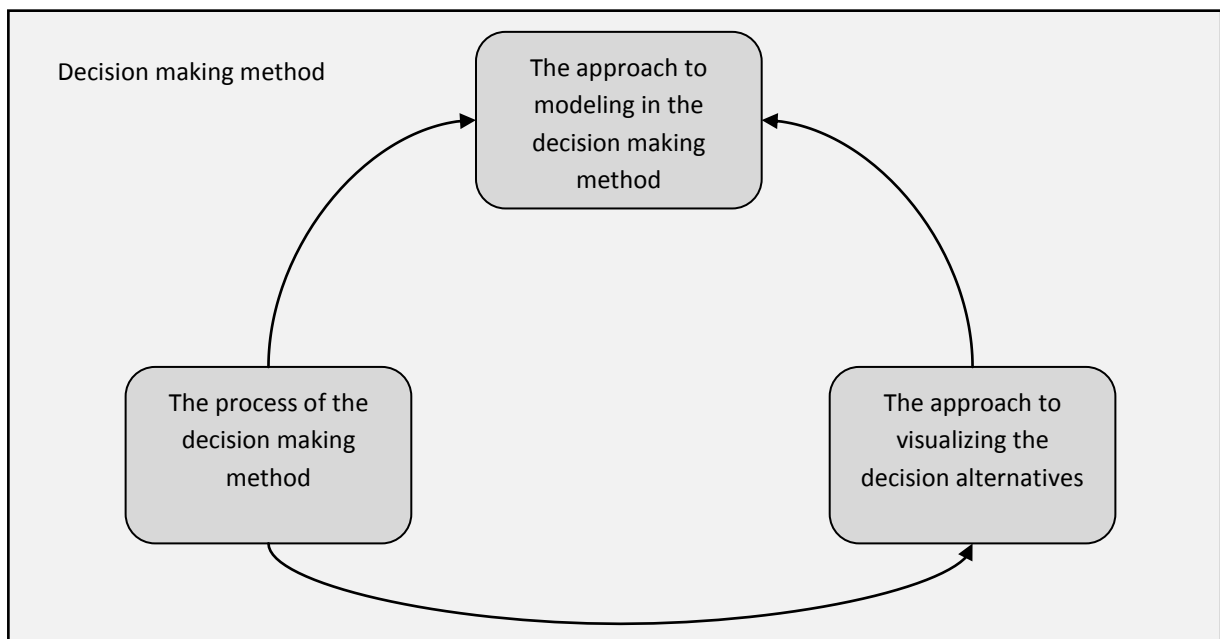 Decision making method
The approach to
modeling in the
decision making
method
The process of the
decision making
method
The approach to
visualizing the
decision alternatives